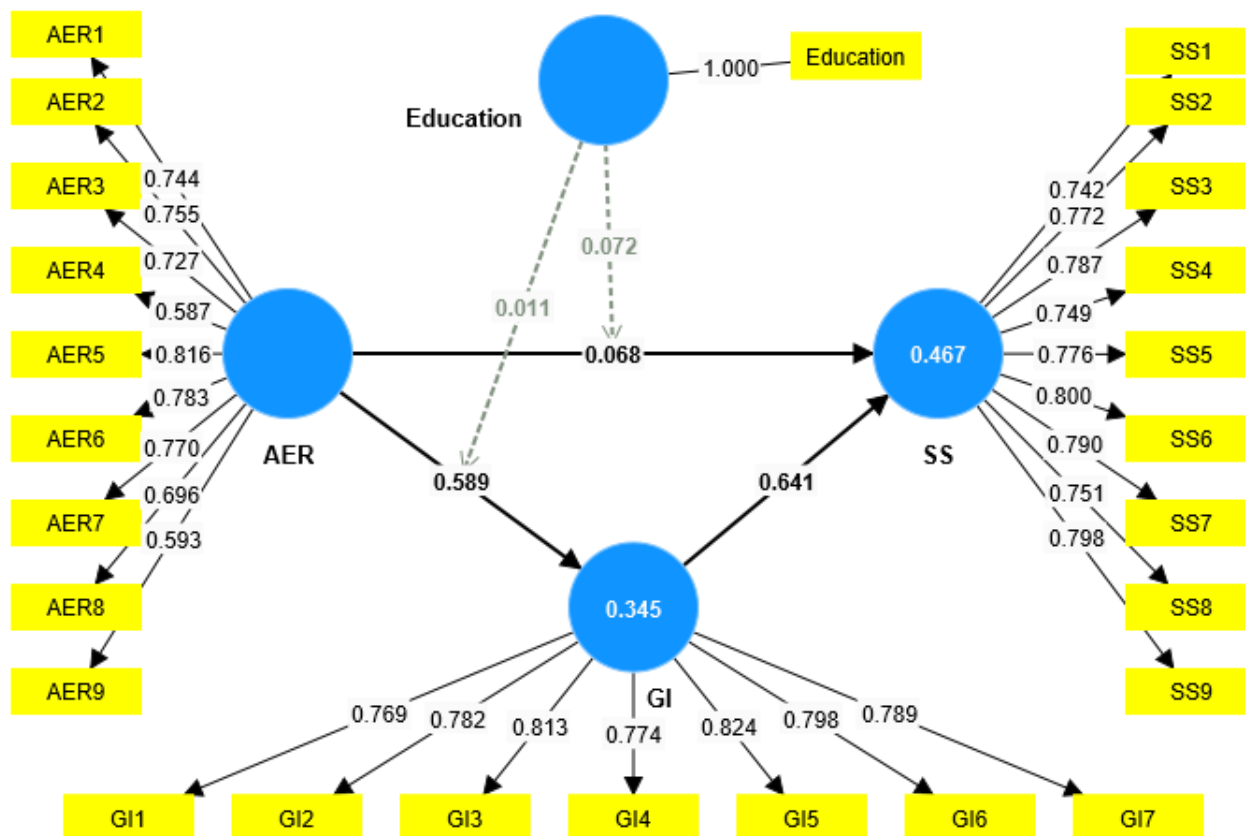 AER1
AER2
AER3
AER4
AER5
AER6
AER7
AER8
AER9
0.744
0.755
0.727
0.587
0.816
0.783
0.770
0.696
0.593
AER
Education
1.000
Education
0.011
0.072
0.068
0.589
0.641
0.467
SS
0.345
GI
0.742
0.772
0.787
0.749
0.776
0.800
0.790
0.751
0.798
SS1
SS2
SS3
SS4
SS5
SS6
SS7
SS8
SS9
0.769
0.782
0.813
0.774
0.824
0.798
0.789
GI1
GI2
GI3
GI4
GI5
GI6
GI7